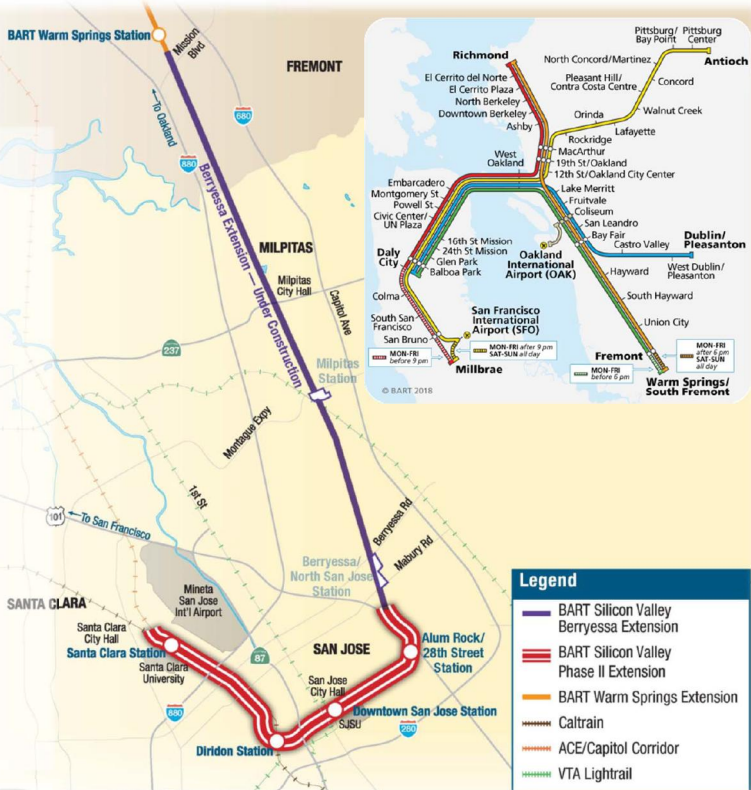 BART Warm Springs Station
Mission
Blvd
FREMONT
To Oakland
680
880
Berryessa Extension — Under Construction
MILPITAS
Milpitas
City Hall
Capitol Ave
237
Milpitas
Station
Montague Expy
1st St
101
To San Francisco
Berryessa Rd
Mabury Rd
Berryessa/
North San Jose
Station
Mineta
San Jose
Int'l Airport
SANTA CLARA
Santa Clara
City Hall
Santa Clara Station
Santa Clara
University
87
SAN JOSE
Alum Rock/
28th Street
Station
San Jose
City Hall
Downtown San Jose Station
SJSU
880
280
Diridon Station
Richmond
El Cerrito del Norte
El Cerrito Plaza
North Berkeley
Downtown Berkeley
Ashby
Pittsburg/
Bay Point
Pittsburg
Center
Antioch
North Concord/Martinez
Pleasant Hill/
Contra Costa Centre
Concord
Walnut Creek
Orinda
Lafayette
Rockridge
MacArthur
19th St/Oakland
12th St/Oakland City Center
West
Oakland
Lake Merritt
Fruitvale
Coliseum
San Leandro
Bay Fair
Castro Valley
Dublin/
Pleasanton
West Dublin/
Pleasanton
Embarcadero
Montgomery St
Powell St
Civic Center/
UN Plaza
16th St Mission
24th St Mission
Glen Park
Balboa Park
Daly
City
Oakland
International
Airport (OAK)
Hayward
South Hayward
Union City
Colma
South San
Francisco
San Bruno
San Francisco
International
Airport (SFO)
MON-FRI
before 9 pm
MON-FRI after 9 pm
SAT-SUN all day
Millbrae
Fremont
MON-FRI
before 6 pm
MON-FRI
after 6 pm
SAT-SUN
all day
Warm Springs/
South Fremont
© BART 2018
Legend
BART Silicon Valley
Berryessa Extension
BART Silicon Valley
Phase II Extension
BART Warm Springs Extension
Caltrain
ACE/Capitol Corridor
VTA Lightrail